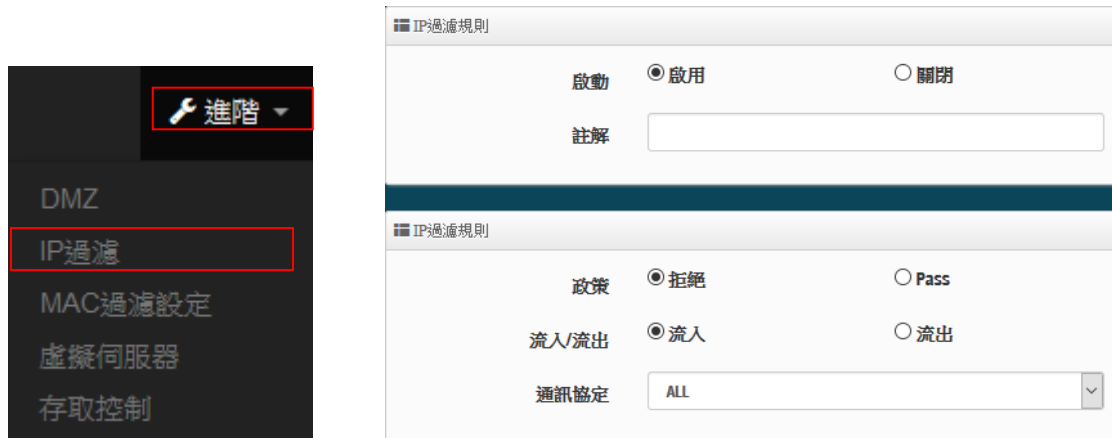 進階
DMZ
IP過濾
MAC過濾設定
虛擬伺服器
存取控制
IP過濾規則
啟動 啟用 關閉
註解
IP過濾規則
政策 拒絕 Pass
流入/流出 流入 流出
通訊協定 ALL